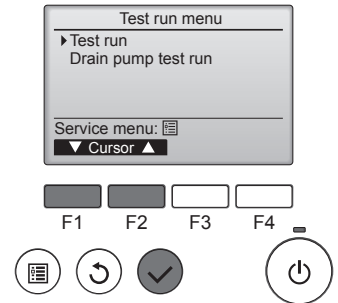 Test run menu
Test run
Drain pump test run
Service menu:
▼ Cursor ▲
F1 F2 F3 F4